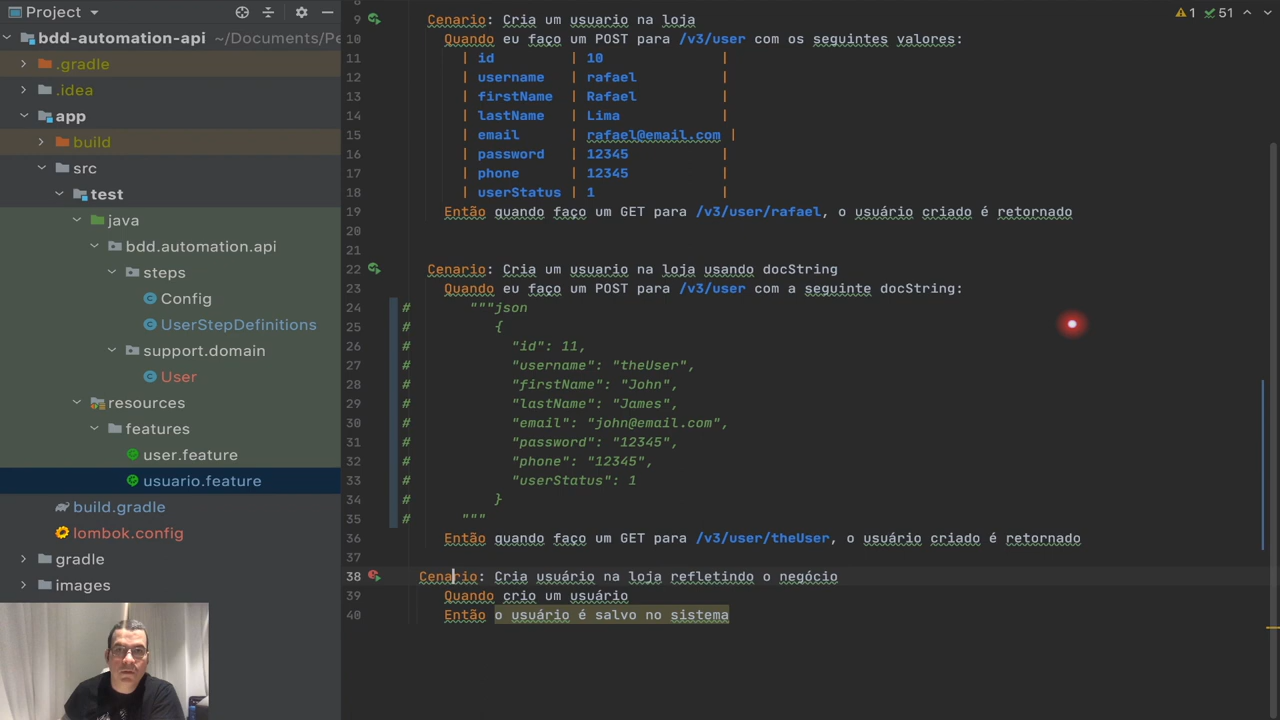 Project
bdd-automation-api ~/Documents/Pe
.gradle
.idea
app
build
src
test
java
bdd.automation.api
steps
Config
UserStepDefinitions
support.domain
User
resources
features
user.feature
usuario.feature
build.gradle
lombok.config
gradle
images
1 51
9 Cenario: Cria um usuario na loja
10 Quando eu faço um POST para /v3/user com os seguintes valores:
11 | id | 10 |
12 | username | rafael |
13 | firstName | Rafael |
14 | lastName | Lima |
15 | email | rafael@email.com |
16 | password | 12345 |
17 | phone | 12345 |
18 | userStatus | 1 |
19 Então quando faço um GET para /v3/user/rafael, o usuário criado é retornado
20
21
22 Cenario: Cria um usuario na loja usando docString
23 Quando eu faço um POST para /v3/user com a seguinte docString:
24 # """json
25 # {
26 # "id": 11,
27 # "username": "theUser",
28 # "firstName": "John",
29 # "lastName": "James",
30 # "email": "john@email.com",
31 # "password": "12345",
32 # "phone": "12345",
33 # "userStatus": 1
34 # }
35 # """
36 Então quando faço um GET para /v3/user/theUser, o usuário criado é retornado
37
38 Cenario: Cria usuário na loja refletindo o negócio
39 Quando crio um usuário
40 Então o usuário é salvo no sistema